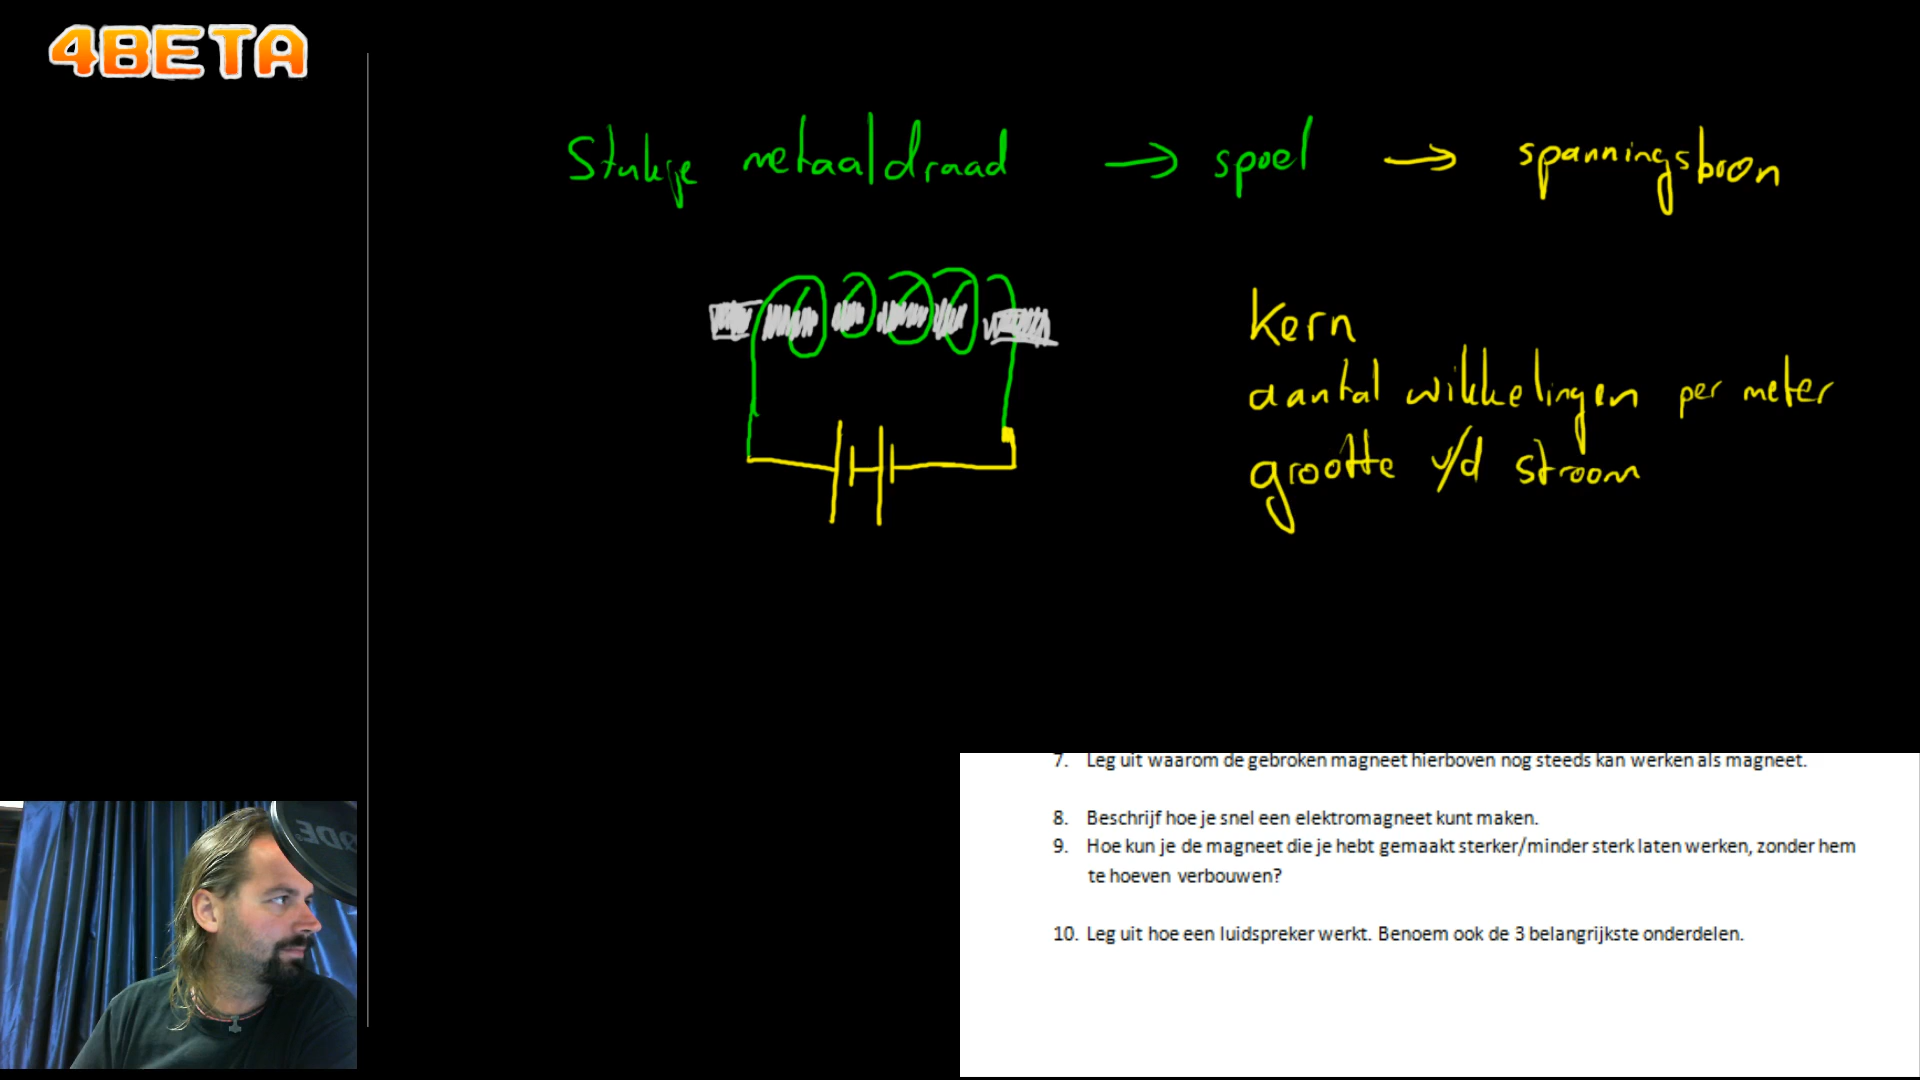 4BETA
Stukje metaaldraad → spoel → spanningsbron
Kern
aantal wikkelingen per meter
grootte v/d stroom
7. Leg uit waarom de gebroken magneet hierboven nog steeds kan werken als magneet.
8. Beschrijf hoe je snel een elektromagneet kunt maken.
9. Hoe kun je de magneet die je hebt gemaakt sterker/minder sterk laten werken, zonder hem
te hoeven verbouwen?
10. Leg uit hoe een luidspreker werkt. Benoem ook de 3 belangrijkste onderdelen.